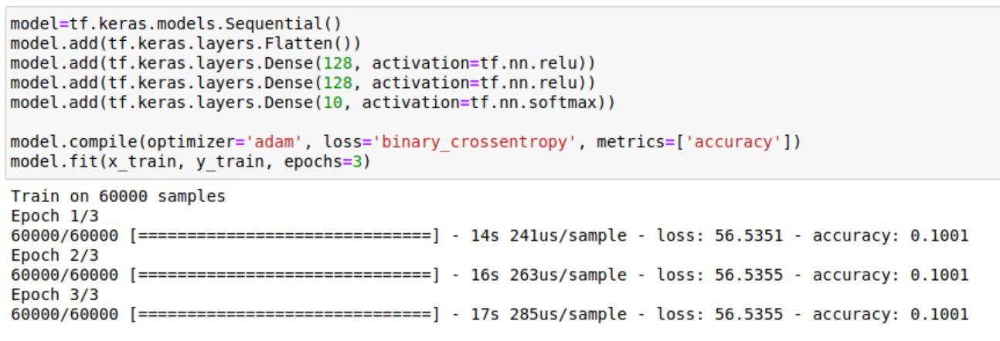 model=tf.keras.models.Sequential()
model.add(tf.keras.layers.Flatten())
model.add(tf.keras.layers.Dense(128, activation=tf.nn.relu))
model.add(tf.keras.layers.Dense(128, activation=tf.nn.relu))
model.add(tf.keras.layers.Dense(10, activation=tf.nn.softmax))

model.compile(optimizer='adam', loss='binary_crossentropy', metrics=['accuracy'])
model.fit(x_train, y_train, epochs=3)
Train on 60000 samples
Epoch 1/3
60000/60000 [==============================] - 14s 241us/sample - loss: 56.5351 - accuracy: 0.1001
Epoch 2/3
60000/60000 [==============================] - 16s 263us/sample - loss: 56.5355 - accuracy: 0.1001
Epoch 3/3
60000/60000 [==============================] - 17s 285us/sample - loss: 56.5355 - accuracy: 0.1001